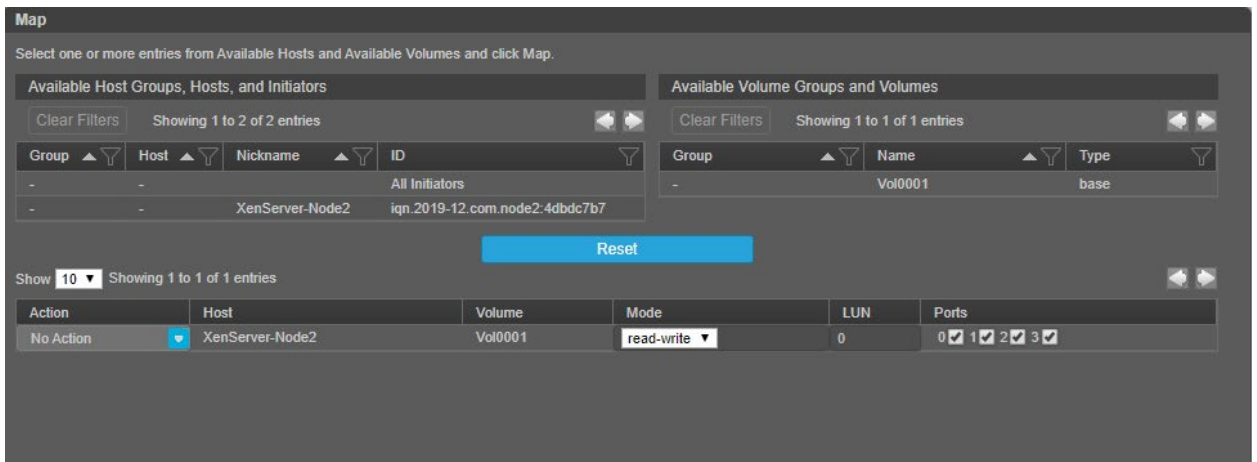 Map
Select one or more entries from Available Hosts and Available Volumes and click Map.
Available Host Groups, Hosts, and Initiators
Clear Filters Showing 1 to 2 of 2 entries
Group Host Nickname ID
- - All Initiators
- - XenServer-Node2 iqn.2019-12.com.node2:4dbdc7b7
Available Volume Groups and Volumes
Clear Filters Showing 1 to 1 of 1 entries
Group Name Type
- Vol0001 base
Reset
Show 10 Showing 1 to 1 of 1 entries
Action Host Volume Mode LUN Ports
No Action XenServer-Node2 Vol0001 read-write 0 0 1 2 3